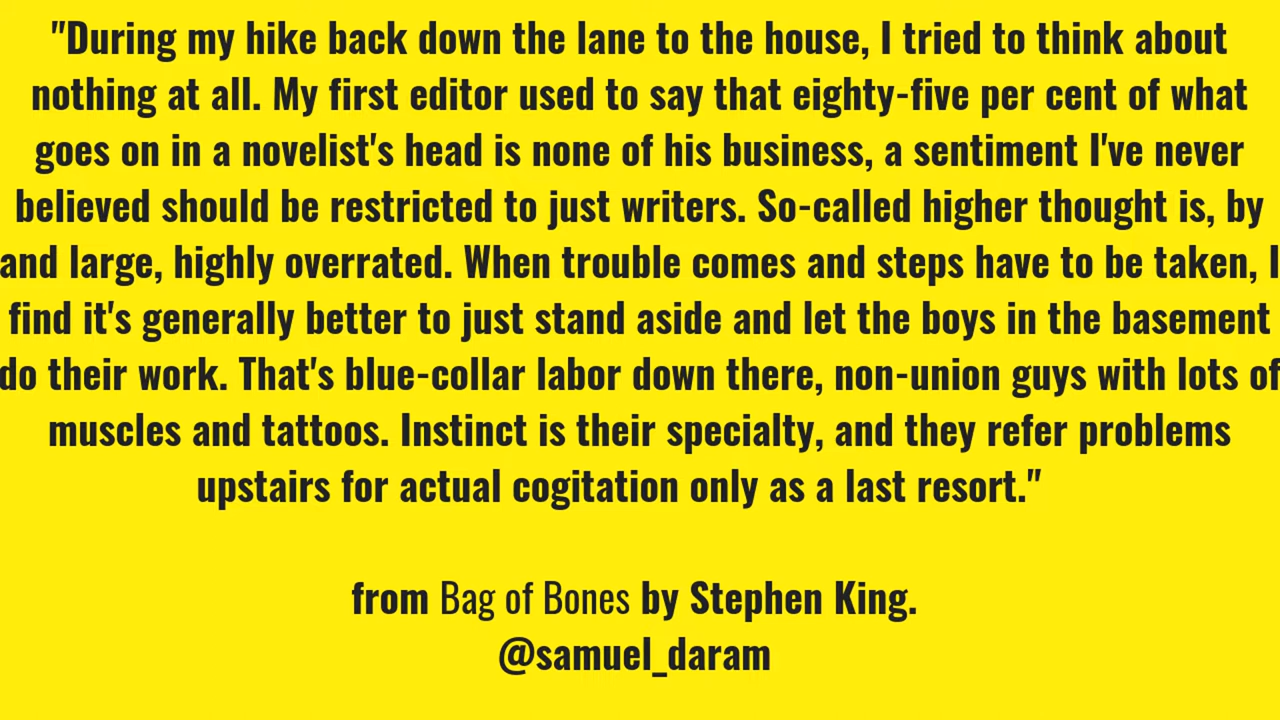 "During my hike back down the lane to the house, I tried to think about
nothing at all. My first editor used to say that eighty-five per cent of what
goes on in a novelist's head is none of his business, a sentiment I've never
believed should be restricted to just writers. So-called higher thought is, by
and large, highly overrated. When trouble comes and steps have to be taken, I
find it's generally better to just stand aside and let the boys in the basement
do their work. That's blue-collar labor down there, non-union guys with lots of
muscles and tattoos. Instinct is their specialty, and they refer problems
upstairs for actual cogitation only as a last resort."
from Bag of Bones by Stephen King.
@samuel_daram